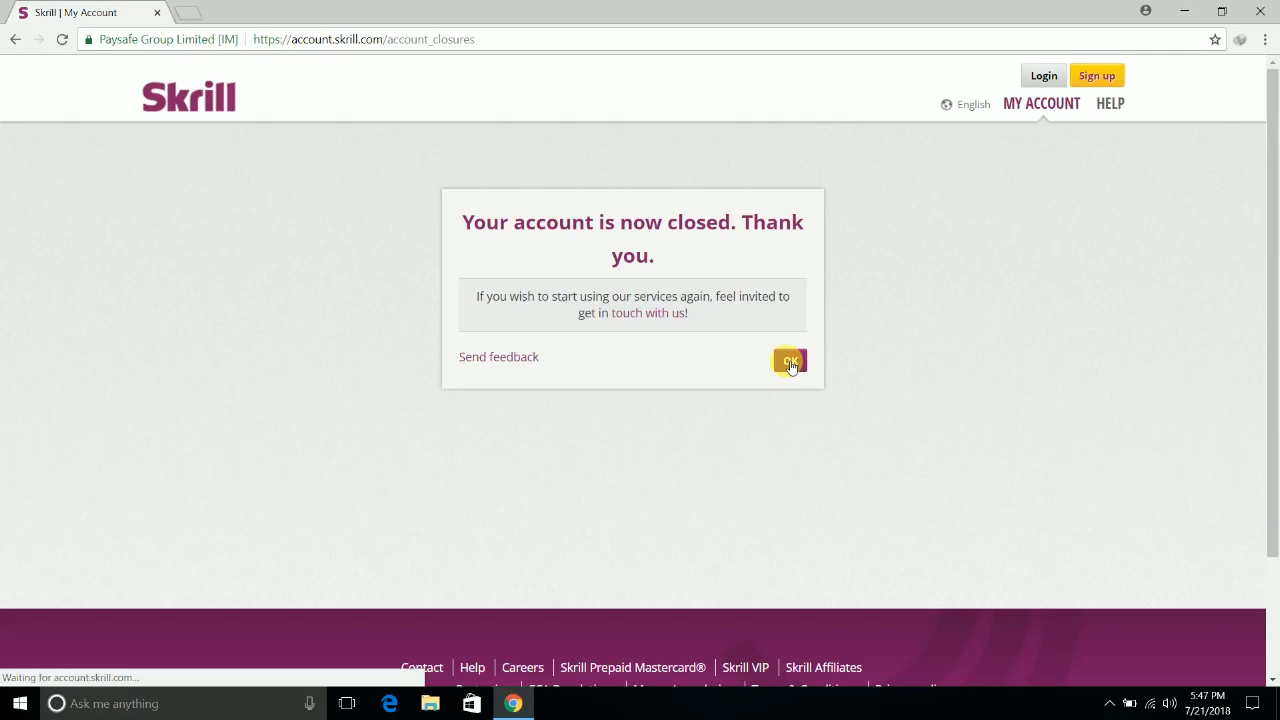 Skrill | My Account
Paysafe Group Limited [IM] https://account.skrill.com/account_closures
Login Sign up
Skrill
English MY ACCOUNT HELP
Your account is now closed. Thank
you.
If you wish to start using our services again, feel invited to
get in touch with us!
Send feedback OK
Contact Help Careers Skrill Prepaid Mastercard® Skrill VIP Skrill Affiliates
Waiting for account.skrill.com...
Ask me anything
5:47 PM
7/21/2018